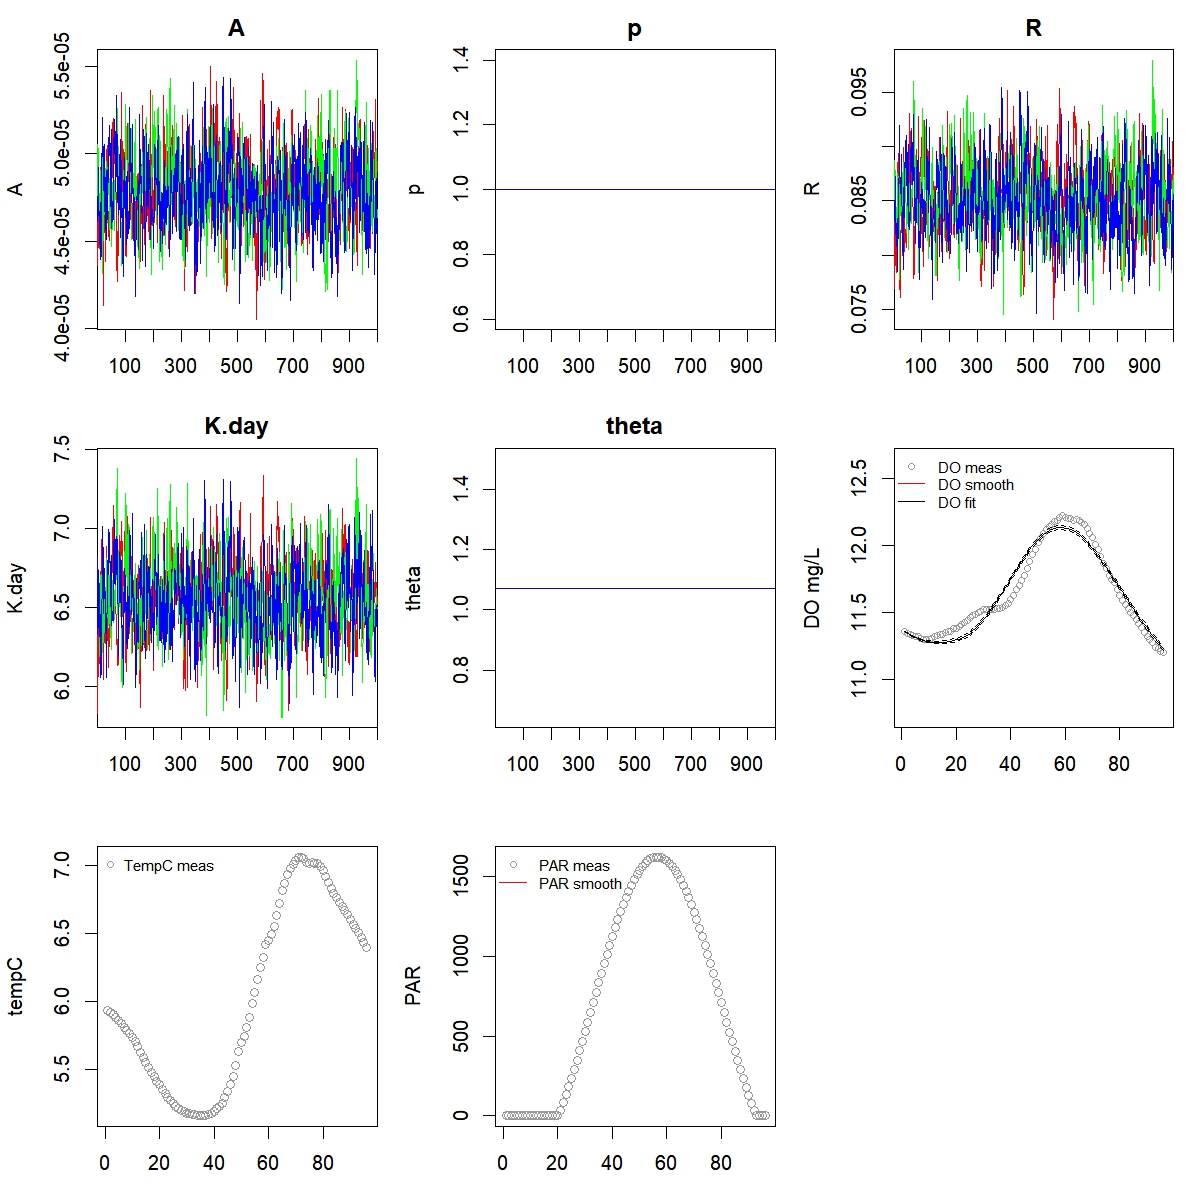 A
A
5.5e-05
5.0e-05
4.5e-05
4.0e-05
100 300 500 700 900
p
p
1.4
1.2
1.0
0.8
0.6
100 300 500 700 900
R
R
0.095
0.085
0.075
100 300 500 700 900
K.day
K.day
7.5
7.0
6.5
6.0
100 300 500 700 900
theta
theta
1.4
1.2
1.0
0.8
100 300 500 700 900
DO mg/L
12.5
12.0
11.5
11.0
DO meas
DO smooth
DO fit
0 20 40 60 80
tempC
7.0
6.5
6.0
5.5
TempC meas
0 20 40 60 80
PAR
1500
1000
500
0
PAR meas
PAR smooth
0 20 40 60 80